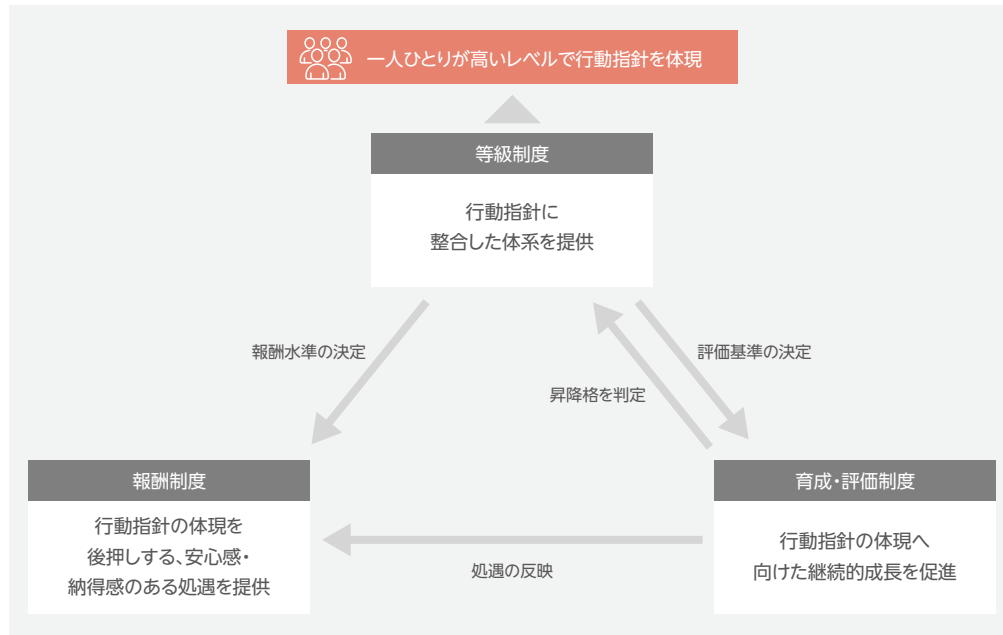 一人ひとりが高いレベルで行動指針を体現
等級制度
行動指針に
整合した体系を提供
報酬水準の決定
評価基準の決定
昇降格を判定
報酬制度
行動指針の体現を
後押しする、安心感・
納得感のある処遇を提供
処遇の反映
育成・評価制度
行動指針の体現へ
向けた継続的成長を促進